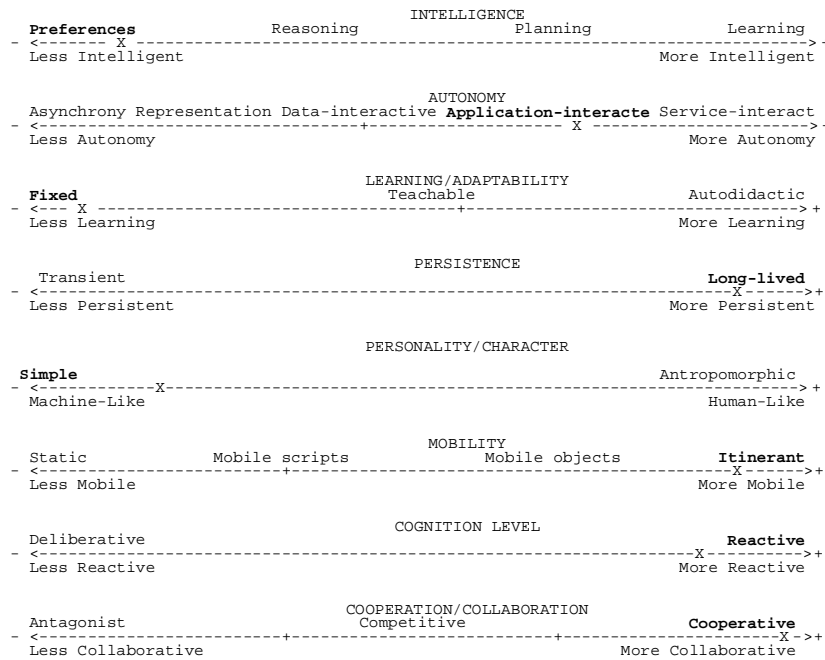 INTELLIGENCE
Preferences Reasoning Planning Learning
- <------- X ----------------------------------------------------------------> +
Less Intelligent More Intelligent
AUTONOMY
Asynchrony Representation Data-interactive Application-interacte Service-interact
- <-------------------------------+------------------- X ---------------------> +
Less Autonomy More Autonomy
LEARNING/ADAPTABILITY
Fixed Teachable Autodidactic
- <--- X ------------------------------------+--------------------------------> +
Less Learning More Learning
PERSISTENCE
Transient Long-lived
- <-------------------------------------------------------------------X------>+
Less Persistent More Persistent
PERSONALITY/CHARACTER
Simple Antropomorphic
- <-----------X-------------------------------------------------------------> +
Machine-Like Human-Like
MOBILITY
Static Mobile scripts Mobile objects Itinerant
- <------------------------+-------------------------------------------X------>+
Less Mobile More Mobile
COGNITION LEVEL
Deliberative Reactive
- <---------------------------------------------------------------X---------->+
Less Reactive More Reactive
COOPERATION/COLLABORATION
Antagonist Competitive Cooperative
- <------------------------+--------------------------+---------------------X ->+
Less Collaborative More Collaborative